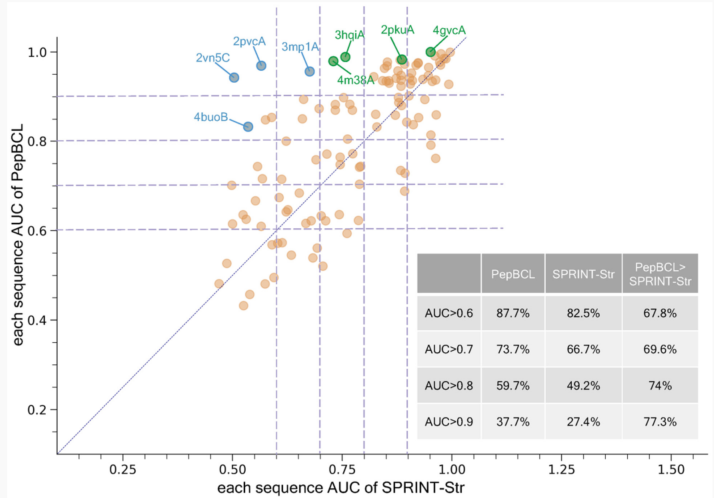 2pvcA
3mp1A
3hqiA
2pkuA
4gvcA
2vn5C
4m38A
4buoB
1.0
0.8
0.6
0.4
0.2
each sequence AUC of PepBCL
PepBCL SPRINT-Str PepBCL>
SPRINT-Str
AUC>0.6 87.7% 82.5% 67.8%
AUC>0.7 73.7% 66.7% 69.6%
AUC>0.8 59.7% 49.2% 74%
AUC>0.9 37.7% 27.4% 77.3%
0.25 0.50 0.75 1.00 1.25 1.50
each sequence AUC of SPRINT-Str